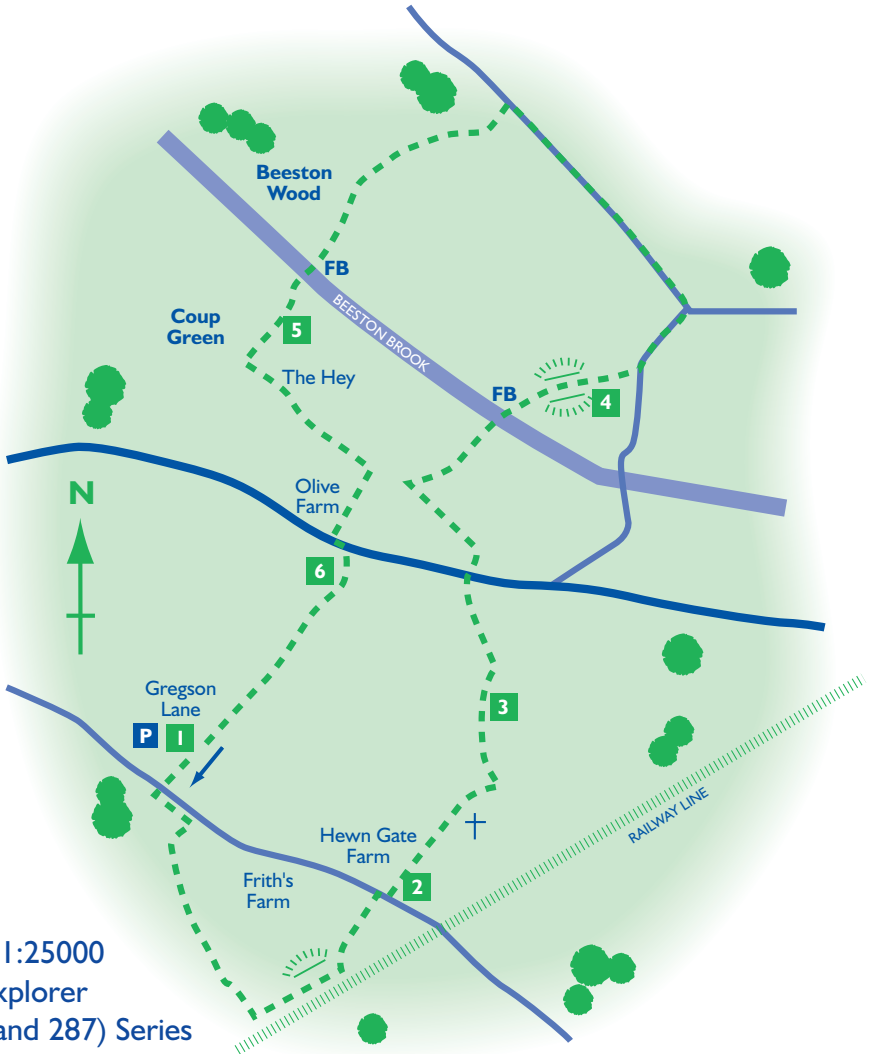 Beeston
Wood
FB
BEESTON BROOK
Coup
Green
5
The Hey
FB
4
Olive
Farm
N
6
Gregson
Lane
P
1
3
RAILWAY LINE
Hewn Gate
Farm
2
Frith's
Farm
1:25000
xplorer
and 287) Series